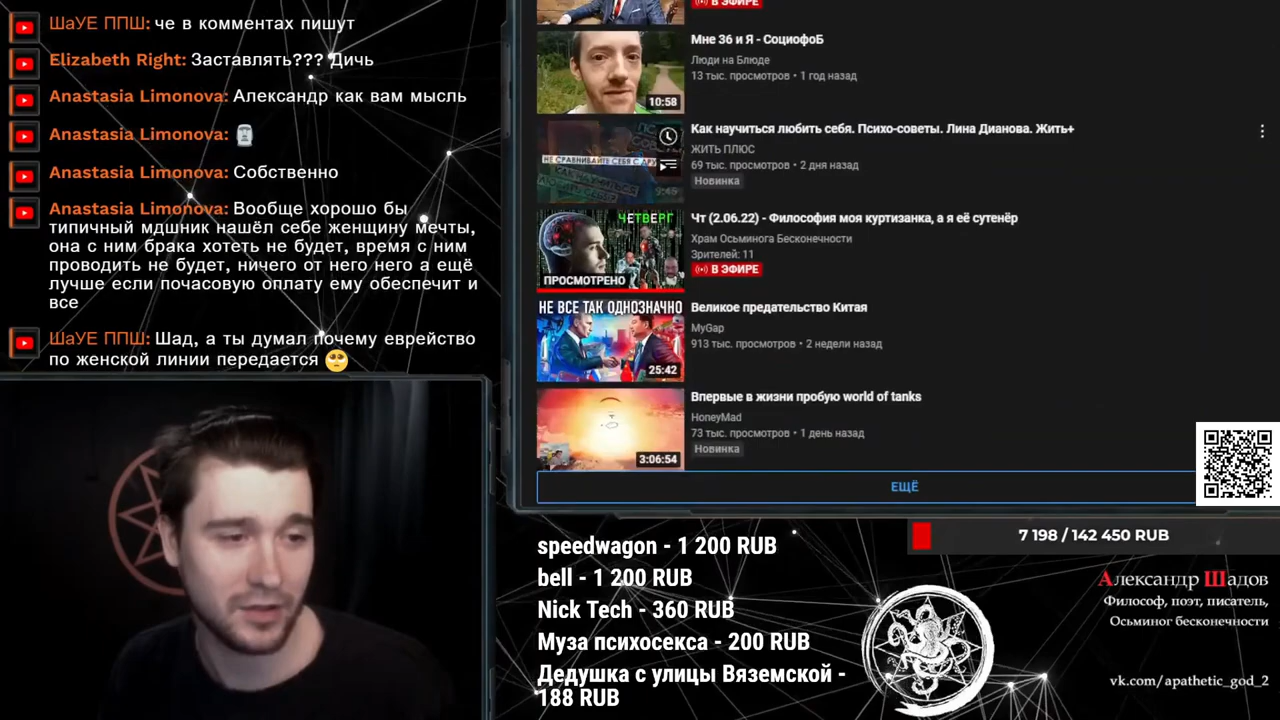 ШаУЕ ППШ: че в комментах пишут
Elizabeth Right: Заставлять??? Дичь
Anastasia Limonova: Александр как вам мысль
Anastasia Limonova: 🗿
Anastasia Limonova: Собственно
Anastasia Limonova: Вообще хорошо бы
типичный мдшник нашёл себе женщину мечты,
она с ним брака хотеть не будет, время с ним
проводить не будет, ничего от него него а ещё
лучше если почасовую оплату ему обеспечит и
все
ШаУЕ ППШ: Шад, а ты думал почему еврейство
по женской линии передается 🥺
В ЭФИРЕ
Мне 36 и Я - СоциофоБ
Люди на Блюде
13 тыс. просмотров • 1 год назад
10:58
Как научиться любить себя. Психо-советы. Лина Дианова. Жить+
ЖИТЬ ПЛЮС
69 тыс. просмотров • 2 дня назад
Новинка
НЕ СРАВНИВАЙТЕ СЕБЯ С ДРУ
9:45
Чт (2.06.22) - Философия моя куртизанка, а я её сутенёр
Храм Осьминога Бесконечности
Зрителей: 11
В ЭФИРЕ
ЧЕТВЕРГ
ПРОСМОТРЕНО
Великое предательство Китая
MyGap
913 тыс. просмотров • 2 недели назад
НЕ ВСЕ ТАК ОДНОЗНАЧНО
25:42
Впервые в жизни пробую world of tanks
HoneyMad
73 тыс. просмотров • 1 день назад
Новинка
3:06:54
ЕЩЁ
7 198 / 142 450 RUB
speedwagon - 1 200 RUB
bell - 1 200 RUB
Nick Tech - 360 RUB
Муза психосекса - 200 RUB
Дедушка с улицы Вяземской -
188 RUB
Александр Шадов
Философ, поэт, писатель,
Осьминог бесконечности
vk.com/apathetic_god_2